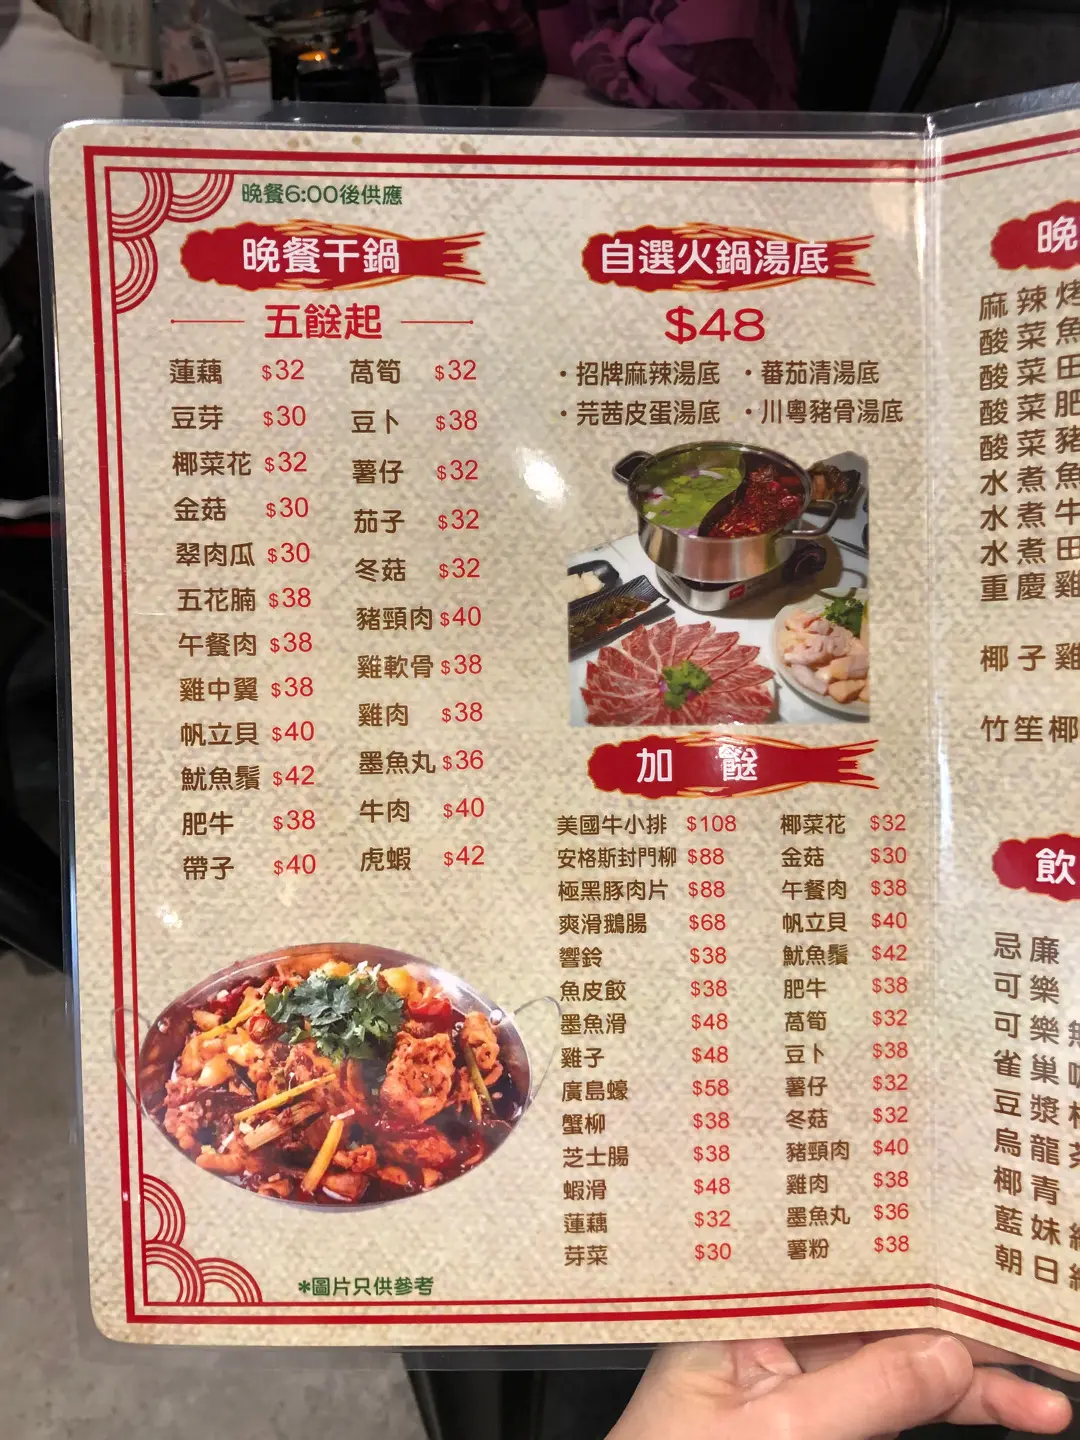 晚餐6:00後供應
晚餐干鍋
五餸起
蓮藕 $32
豆芽 $30
椰菜花 $32
金菇 $30
翠肉瓜 $30
五花腩 $38
午餐肉 $38
雞中翼 $38
帆立貝 $40
魷魚鬚 $42
肥牛 $38
帶子 $40
萵筍 $32
豆卜 $38
薯仔 $32
茄子 $32
冬菇 $32
豬頸肉 $40
雞軟骨 $38
雞肉 $38
墨魚丸 $36
牛肉 $40
虎蝦 $42
*圖片只供參考
自選火鍋湯底
$48
・招牌麻辣湯底 ・蕃茄清湯底
・芫茜皮蛋湯底 ・川粵豬骨湯底
加餸
美國牛小排 $108
安格斯封門柳 $88
極黑豚肉片 $88
爽滑鵝腸 $68
響鈴 $38
魚皮餃 $38
墨魚滑 $48
雞子 $48
廣島蠔 $58
蟹柳 $38
芝士腸 $38
蝦滑 $48
蓮藕 $32
芽菜 $30
椰菜花 $32
金菇 $30
午餐肉 $38
帆立貝 $40
魷魚鬚 $42
肥牛 $38
萵筍 $32
豆卜 $38
薯仔 $32
冬菇 $32
豬頸肉 $40
雞肉 $38
墨魚丸 $36
薯粉 $38
晚
麻辣烤
酸菜魚
酸菜田
酸菜肥
酸菜豬
水煮魚
水煮牛
水煮田
重慶雞
椰子雞
竹笙椰
飲
忌廉
可樂
可樂無
雀巢
豆漿
烏龍茶
椰青
藍妹
朝日